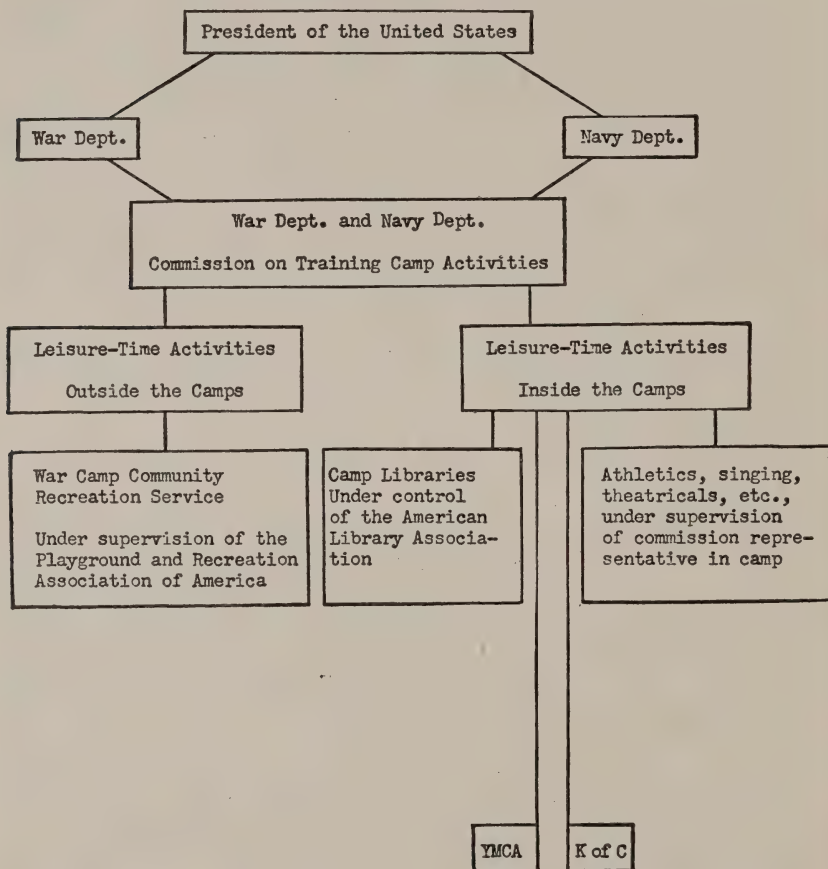 President of the United States
War Dept.
Navy Dept.
War Dept. and Navy Dept.
Commission on Training Camp Activities
Leisure-Time Activities
Outside the Camps
Leisure-Time Activities
Inside the Camps
War Camp Community
Recreation Service
Under supervision of the
Playground and Recreation
Association of America
Camp Libraries
Under control
of the American
Library Associa-
tion
Athletics, singing,
theatricals, etc.,
under supervision
of commission repre-
sentative in camp
YMCA
K of C